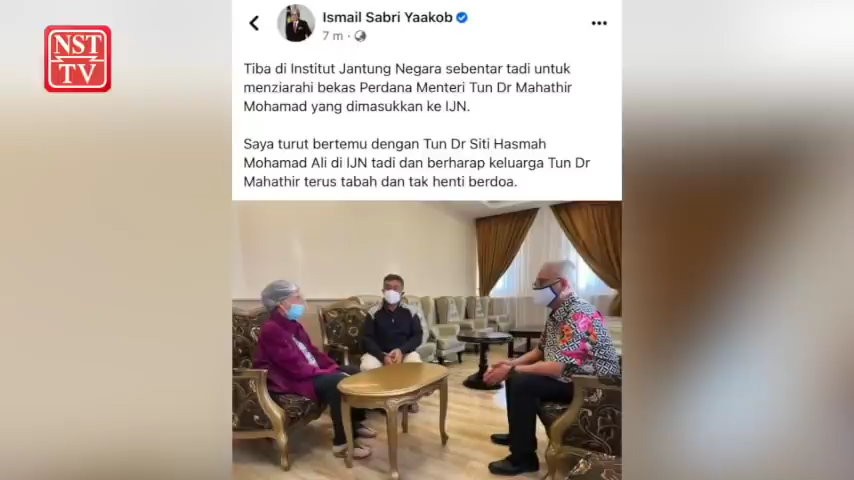 NST
TV
Ismail Sabri Yaakob
7 m ·
Tiba di Institut Jantung Negara sebentar tadi untuk
menziarahi bekas Perdana Menteri Tun Dr Mahathir
Mohamad yang dimasukkan ke IJN.
Saya turut bertemu dengan Tun Dr Siti Hasmah
Mohamad Ali di IJN tadi dan berharap keluarga Tun Dr
Mahathir terus tabah dan tak henti berdoa.